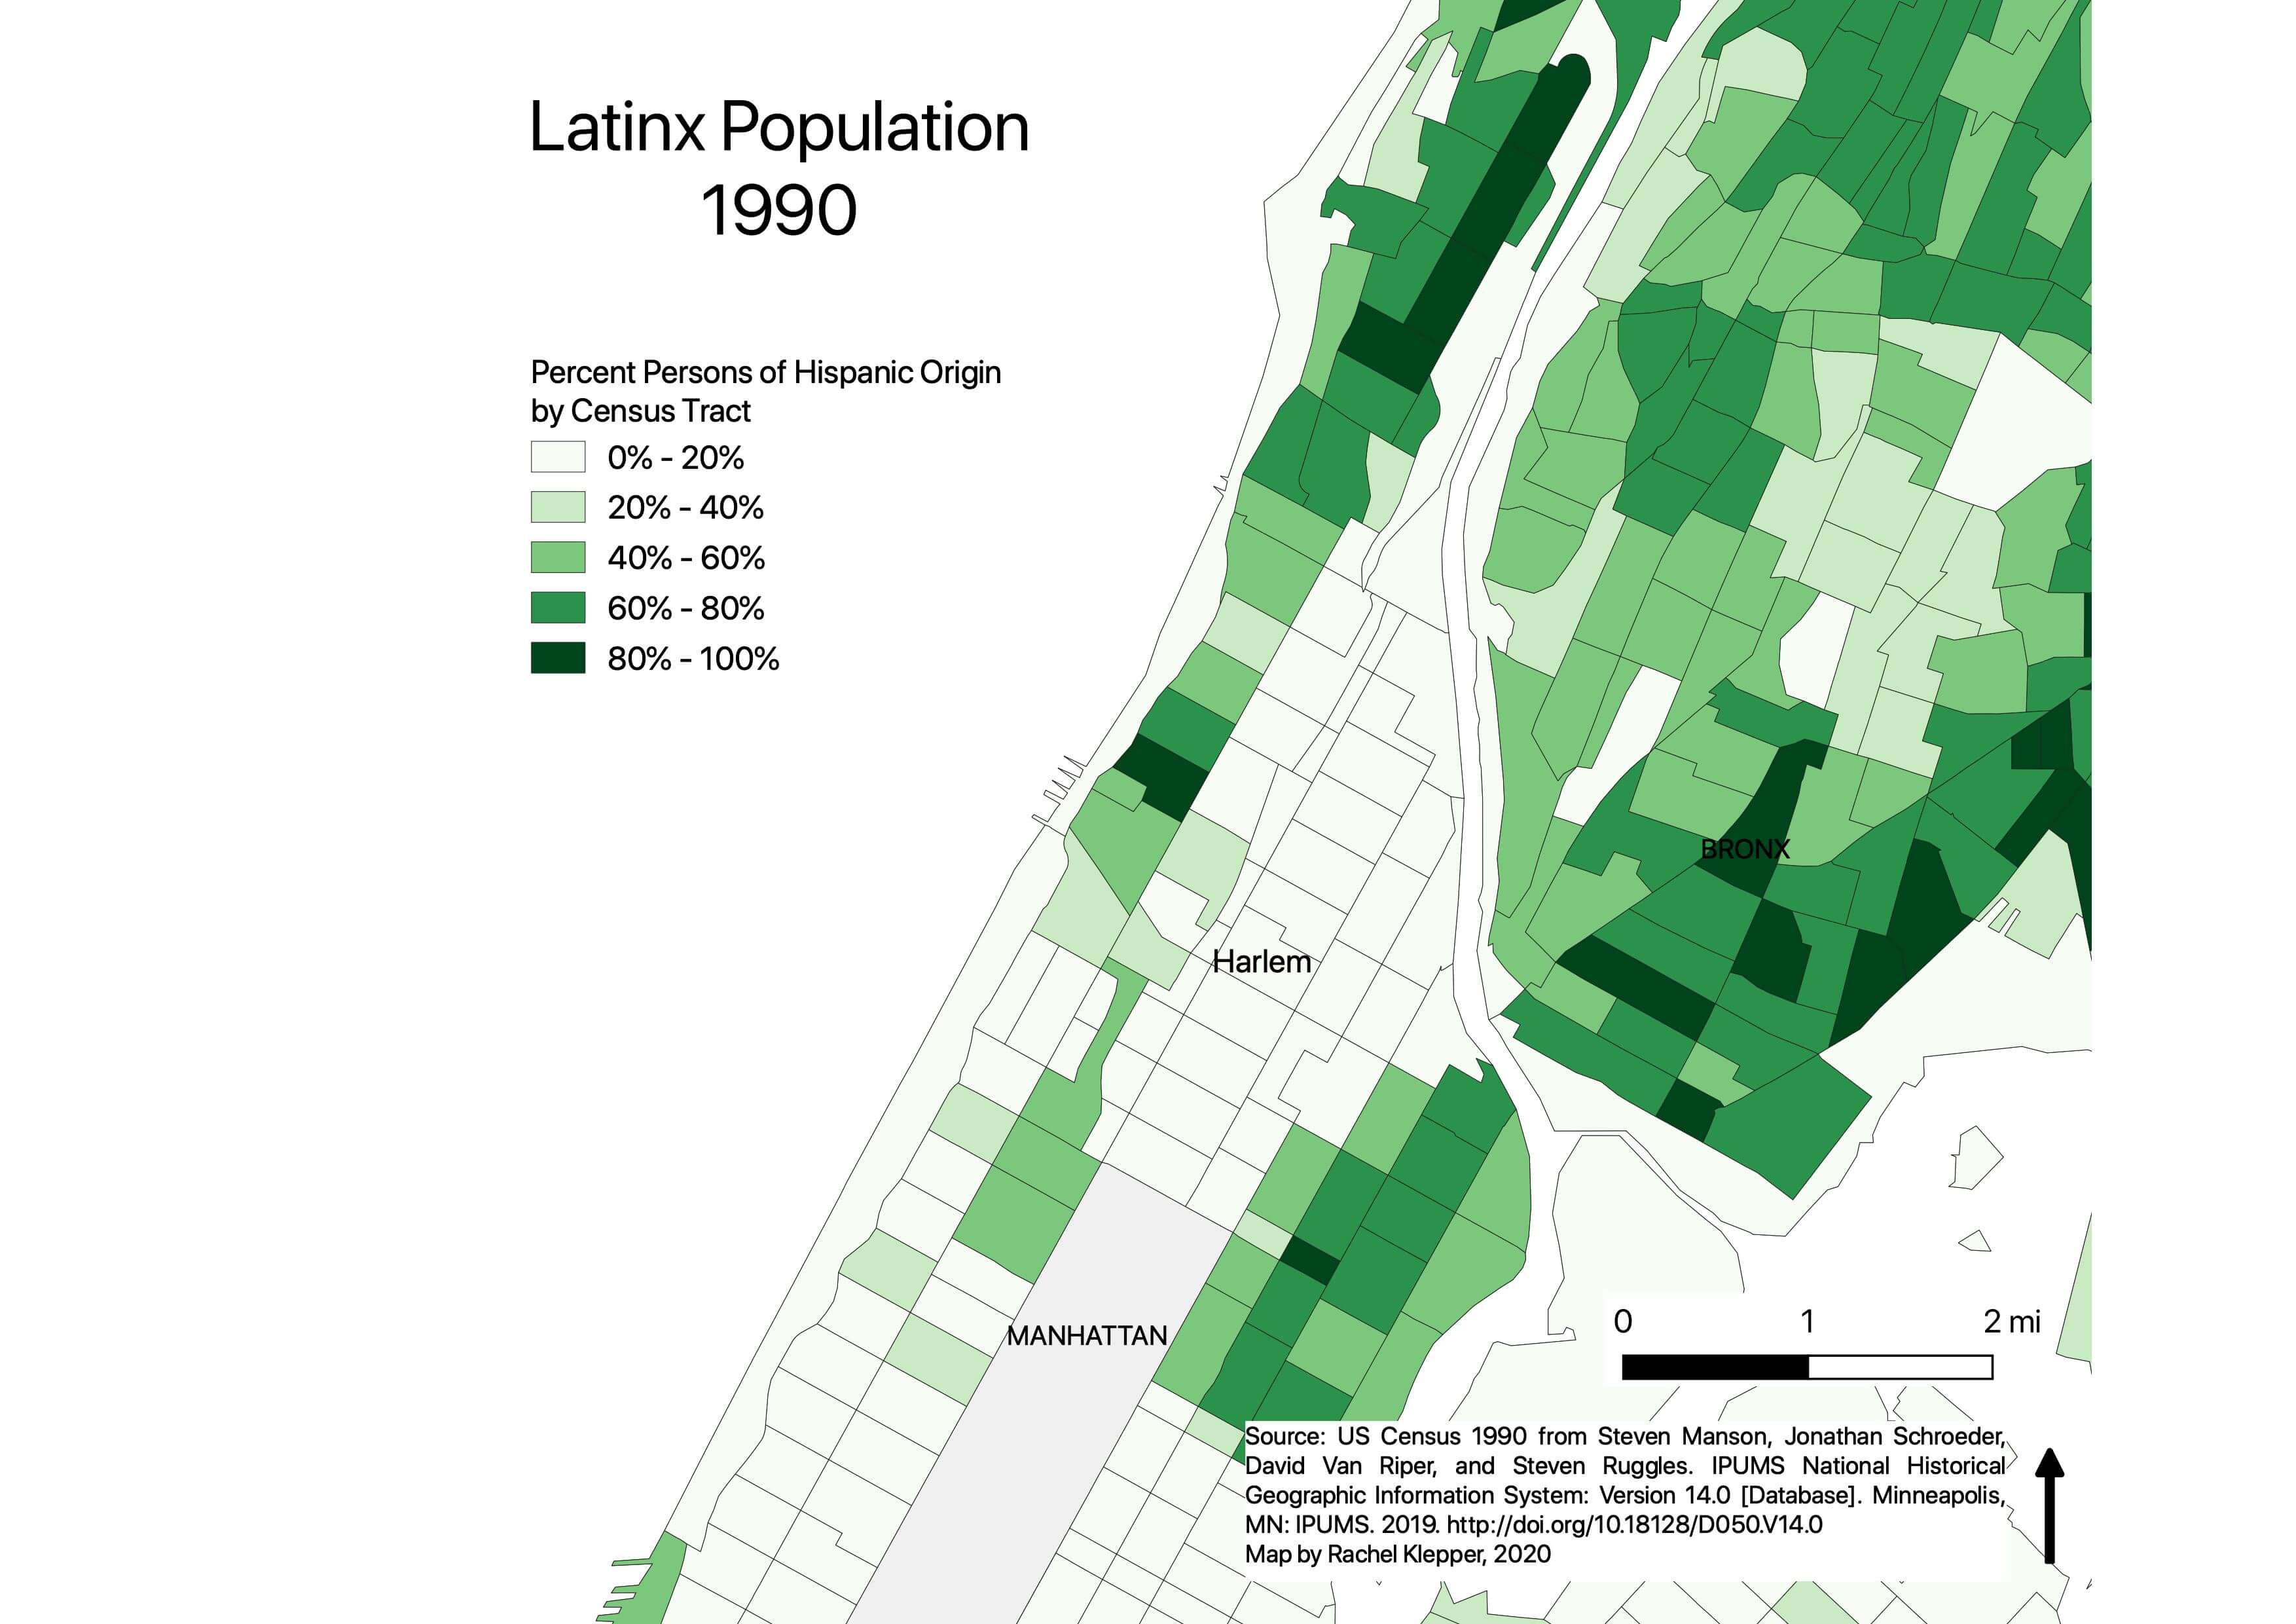 Latinx Population
1990
Percent Persons of Hispanic Origin
by Census Tract
0% - 20%
20% - 40%
40% - 60%
60% - 80%
80% - 100%
BRONX
Harlem
MANHATTAN
0 1 2 mi
Source: US Census 1990 from Steven Manson, Jonathan Schroeder,
David Van Riper, and Steven Ruggles. IPUMS National Historical
Geographic Information System: Version 14.0 [Database]. Minneapolis,
MN: IPUMS. 2019. http://doi.org/10.18128/D050.V14.0
Map by Rachel Klepper, 2020